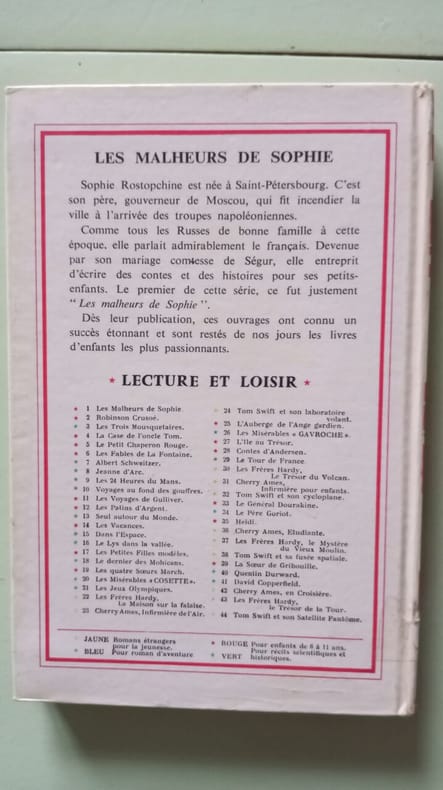 LES MALHEURS DE SOPHIE
Sophie Rostopchine est née à Saint-Pétersbourg. C'est
son père, gouverneur de Moscou, qui fit incendier la
ville à l'arrivée des troupes napoléoniennes.
Comme tous les Russes de bonne famille à cette
époque, elle parlait admirablement le français. Devenue
par son mariage comtesse de Ségur, elle entreprit
d'écrire des contes et des histoires pour ses petits-
enfants. Le premier de cette série, ce fut justement
" Les malheurs de Sophie ".
Dès leur publication, ces ouvrages ont connu un
succès étonnant et sont restés de nos jours les livres
d'enfants les plus passionnants.
★ LECTURE ET LOISIR ★
★ 1 Les Malheurs de Sophie
★ 2 Robinson Crusoé.
★ 3 Les Trois Mousquetaires.
★ 4 La Case de l'oncle Tom.
★ 5 Le Petit Chaperon Rouge.
★ 6 Les Fables de La Fontaine.
★ 7 Albert Schweitzer.
★ 8 Jeanne d'Arc.
★ 9 Les 24 Heures du Mans.
★ 10 Voyages au fond des gouffres.
★ 11 Les Voyages de Gulliver.
★ 12 Les Patins d'Argent.
★ 13 Seul autour du Monde.
★ 14 Les Vacances.
★ 15 Dans l'Espace.
★ 16 Le Lys dans la vallée.
★ 17 Les Petites Filles modèles.
★ 18 Le dernier des Mohicans.
★ 19 Les quatre Sœurs March.
★ 20 Les Misérables «COSETTE».
★ 21 Les Jeux Olympiques.
★ 22 Les Frères Hardy.
La Maison sur la falaise.
★ 23 Cherry Ames, Infirmière de l'Air.
★ 24 Tom Swift et son laboratoire
volant.
★ 25 L'Auberge de l'Ange gardien.
★ 26 Les Misérables « GAVROCHE ».
★ 27 L'Ile au Trésor.
★ 28 Contes d'Andersen.
★ 29 Le Tour de France.
★ 30 Les Frères Hardy,
Le Trésor du Volcan.
★ 31 Cherry Ames,
Infirmière pour enfants.
★ 32 Tom Swift et son cycloplane.
★ 33 Le Général Dourakine.
★ 34 Le Père Goriot.
★ 35 Heïdi.
★ 36 Cherry Ames, Etudiante.
★ 37 Les Frères Hardy, le Mystère
du Vieux Moulin.
★ 38 Tom Swift et sa fusée spatiale.
★ 39 La Sœur de Gribouille.
★ 40 Quentin Durward.
★ 41 David Copperfield.
★ 42 Cherry Ames, en Croisière.
★ 43 Les Frères Hardy,
le Trésor de la Tour.
★ 44 Tom Swift et son Satellite Fantôme.
JAUNE Romans étrangers
pour la jeunesse.
★ BLEU Pour roman d'aventure
★ ROUGE Pour enfants de 6 à 11 ans.
★ VERT Pour récits scientifiques et
historiques.